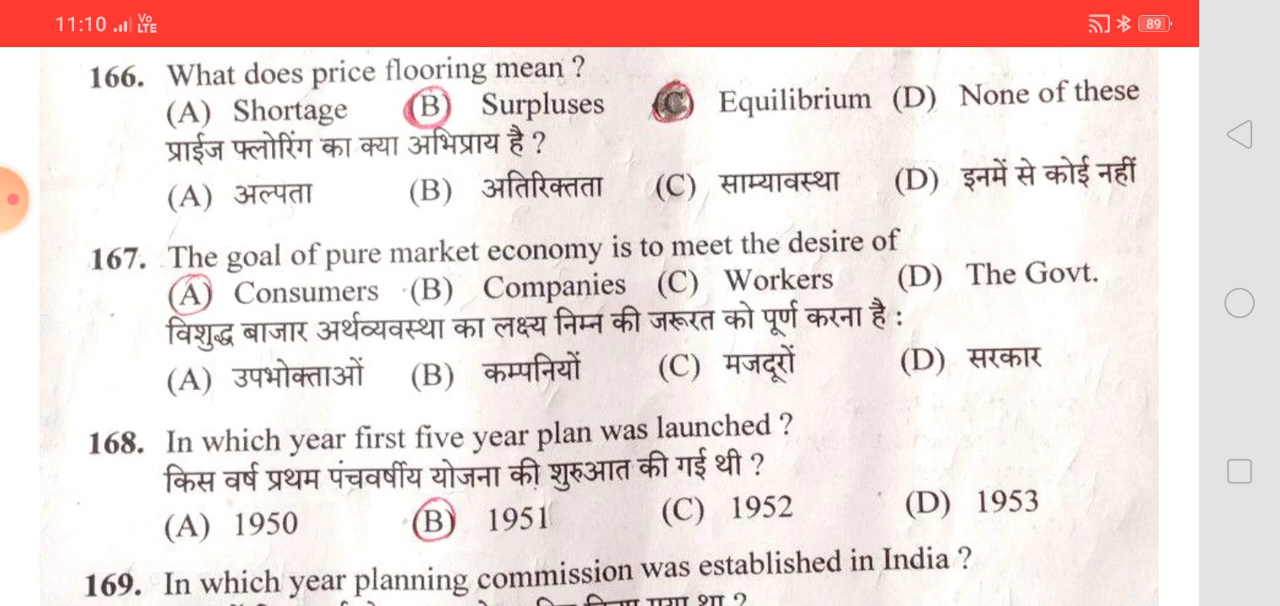 11:10 Vo LTE 89
166. What does price flooring mean ?
(A) Shortage (B) Surpluses (C) Equilibrium (D) None of these
प्राईज फ्लोरिंग का क्या अभिप्राय है ?
(A) अल्पता (B) अतिरिक्तता (C) साम्यावस्था (D) इनमें से कोई नहीं
167. The goal of pure market economy is to meet the desire of
(A) Consumers (B) Companies (C) Workers (D) The Govt.
विशुद्ध बाजार अर्थव्यवस्था का लक्ष्य निम्न की जरूरत को पूर्ण करना है :
(A) उपभोक्ताओं (B) कम्पनियों (C) मजदूरों (D) सरकार
168. In which year first five year plan was launched ?
किस वर्ष प्रथम पंचवर्षीय योजना की शुरुआत की गई थी ?
(A) 1950 (B) 1951 (C) 1952 (D) 1953
169. In which year planning commission was established in India ?